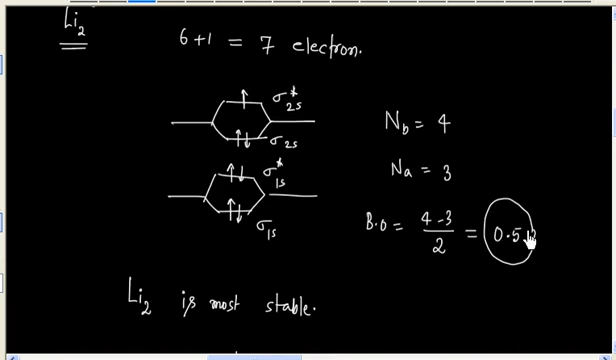 Li2
6+1 = 7 electron.
σ*2s
σ2s
Nb = 4
σ*1s
Na = 3
σ1s
B.O = 4-3 / 2 = 0.5
Li2 is most stable.